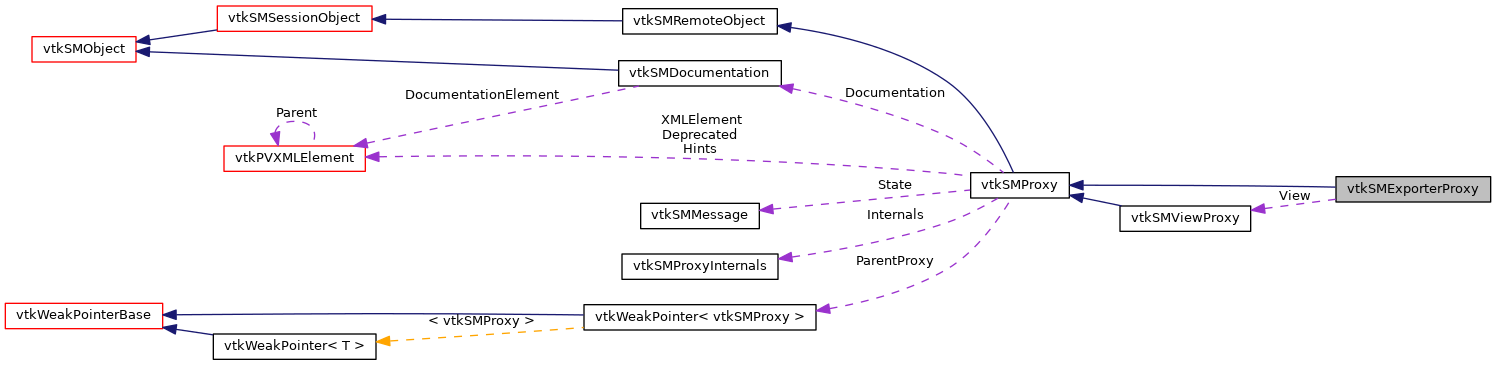 vtkSMSessionObject
vtkSMRemoteObject
vtkSMObject
vtkSMDocumentation
DocumentationElement
Documentation
Parent
XMLElement
Deprecated
Hints
vtkPVXMLElement
vtkSMProxy
State
vtkSMExporterProxy
View
vtkSMMessage
Internals
vtkSMViewProxy
vtkSMProxyInternals
ParentProxy
vtkWeakPointerBase
< vtkSMProxy >
vtkWeakPointer< vtkSMProxy >
vtkWeakPointer< T >